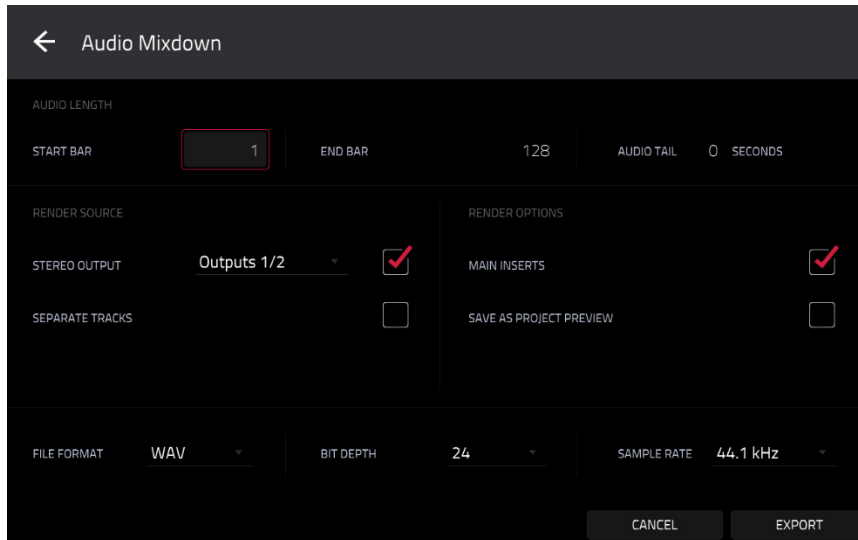 Audio Mixdown
AUDIO LENGTH
START BAR 1 END BAR 128 AUDIO TAIL 0 SECONDS
RENDER SOURCE RENDER OPTIONS
STEREO OUTPUT Outputs 1/2 MAIN INSERTS
SEPARATE TRACKS SAVE AS PROJECT PREVIEW
FILE FORMAT WAV BIT DEPTH 24 SAMPLE RATE 44.1 kHz
CANCEL EXPORT